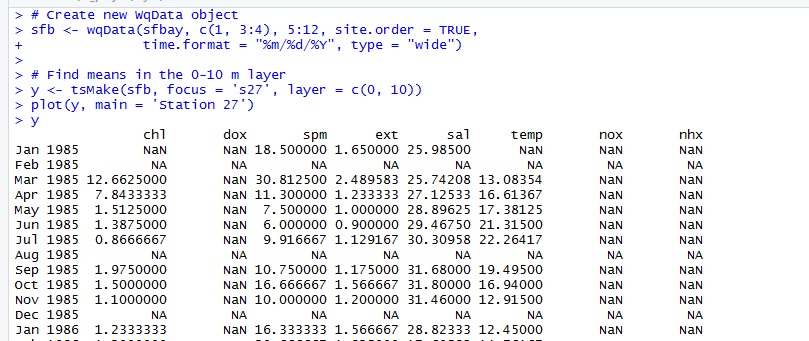 > # Create new WqData object
> sfb <- wqData(sfbay, c(1, 3:4), 5:12, site.order = TRUE,
+               time.format = "%m/%d/%Y", type = "wide")
>
> # Find means in the 0-10 m layer
> y <- tsMake(sfb, focus = 's27', layer = c(0, 10))
> plot(y, main = 'Station 27')
> y
                chl       dox       spm      ext      sal     temp       nox       nhx
Jan 1985        NaN       NaN 18.500000 1.650000 25.98500      NaN       NaN       NaN
Feb 1985         NA        NA        NA       NA       NA       NA        NA        NA
Mar 1985 12.6625000       NaN 30.812500 2.489583 25.74208 13.08354       NaN       NaN
Apr 1985  7.8433333       NaN 11.300000 1.233333 27.12533 16.61367       NaN       NaN
May 1985  1.5125000       NaN  7.500000 1.000000 28.89625 17.38125       NaN       NaN
Jun 1985  1.3875000       NaN  6.000000 0.900000 29.46750 21.31500       NaN       NaN
Jul 1985  0.8666667       NaN  9.916667 1.129167 30.30958 22.26417       NaN       NaN
Aug 1985         NA        NA        NA       NA       NA       NA        NA        NA
Sep 1985  1.9750000       NaN 10.750000 1.175000 31.68000 19.49500       NaN       NaN
Oct 1985  1.5000000       NaN 16.666667 1.566667 31.80000 16.94000       NaN       NaN
Nov 1985  1.1000000       NaN 10.000000 1.200000 31.46000 12.91500       NaN       NaN
Dec 1985         NA        NA        NA       NA       NA       NA        NA        NA
Jan 1986  1.2333333       NaN 16.333333 1.566667 28.82333 12.45000       NaN       NaN